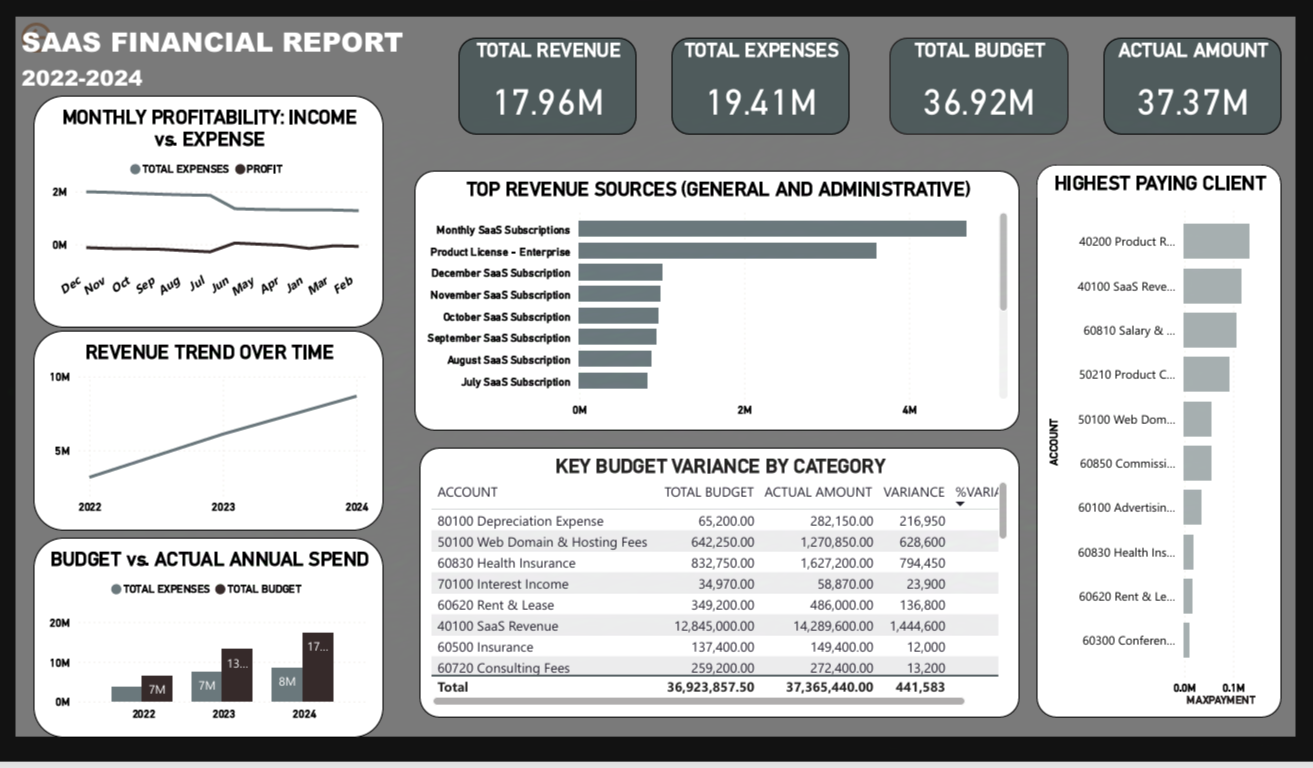 SAAS FINANCIAL REPORT
2022-2024
TOTAL REVENUE
17.96M
TOTAL EXPENSES
19.41M
TOTAL BUDGET
36.92M
ACTUAL AMOUNT
37.37M
MONTHLY PROFITABILITY: INCOME
vs. EXPENSE
TOTAL EXPENSES PROFIT
2M
0M
Dec Nov Oct Sep Aug Jul Jun May Apr Jan Mar Feb
REVENUE TREND OVER TIME
10M
5M
2022 2023 2024
BUDGET vs. ACTUAL ANNUAL SPEND
TOTAL EXPENSES TOTAL BUDGET
20M
10M
0M
7M
7M
13...
8M
17...
2022 2023 2024
TOP REVENUE SOURCES (GENERAL AND ADMINISTRATIVE)
Monthly SaaS Subscriptions
Product License - Enterprise
December SaaS Subscription
November SaaS Subscription
October SaaS Subscription
September SaaS Subscription
August SaaS Subscription
July SaaS Subscription
0M 2M 4M
KEY BUDGET VARIANCE BY CATEGORY
ACCOUNT TOTAL BUDGET ACTUAL AMOUNT VARIANCE %VARIA
80100 Depreciation Expense 65,200.00 282,150.00 216,950
50100 Web Domain & Hosting Fees 642,250.00 1,270,850.00 628,600
60830 Health Insurance 832,750.00 1,627,200.00 794,450
70100 Interest Income 34,970.00 58,870.00 23,900
60620 Rent & Lease 349,200.00 486,000.00 136,800
40100 SaaS Revenue 12,845,000.00 14,289,600.00 1,444,600
60500 Insurance 137,400.00 149,400.00 12,000
60720 Consulting Fees 259,200.00 272,400.00 13,200
Total 36,923,857.50 37,365,440.00 441,583
HIGHEST PAYING CLIENT
ACCOUNT
40200 Product R...
40100 SaaS Reve...
60810 Salary & ...
50210 Product C...
50100 Web Dom...
60850 Commissi...
60100 Advertisin...
60830 Health Ins...
60620 Rent & Le...
60300 Conferen...
0.0M 0.1M
MAXPAYMENT